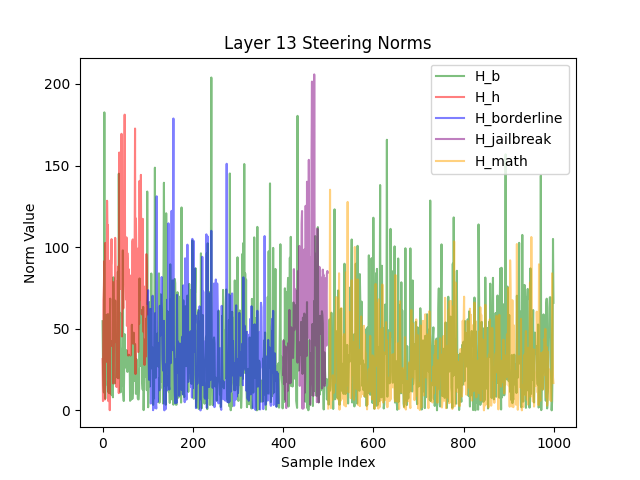 Layer 13 Steering Norms
H_b
H_h
H_borderline
H_jailbreak
H_math
Norm Value
200
150
100
50
0
0
200
400
600
800
1000
Sample Index